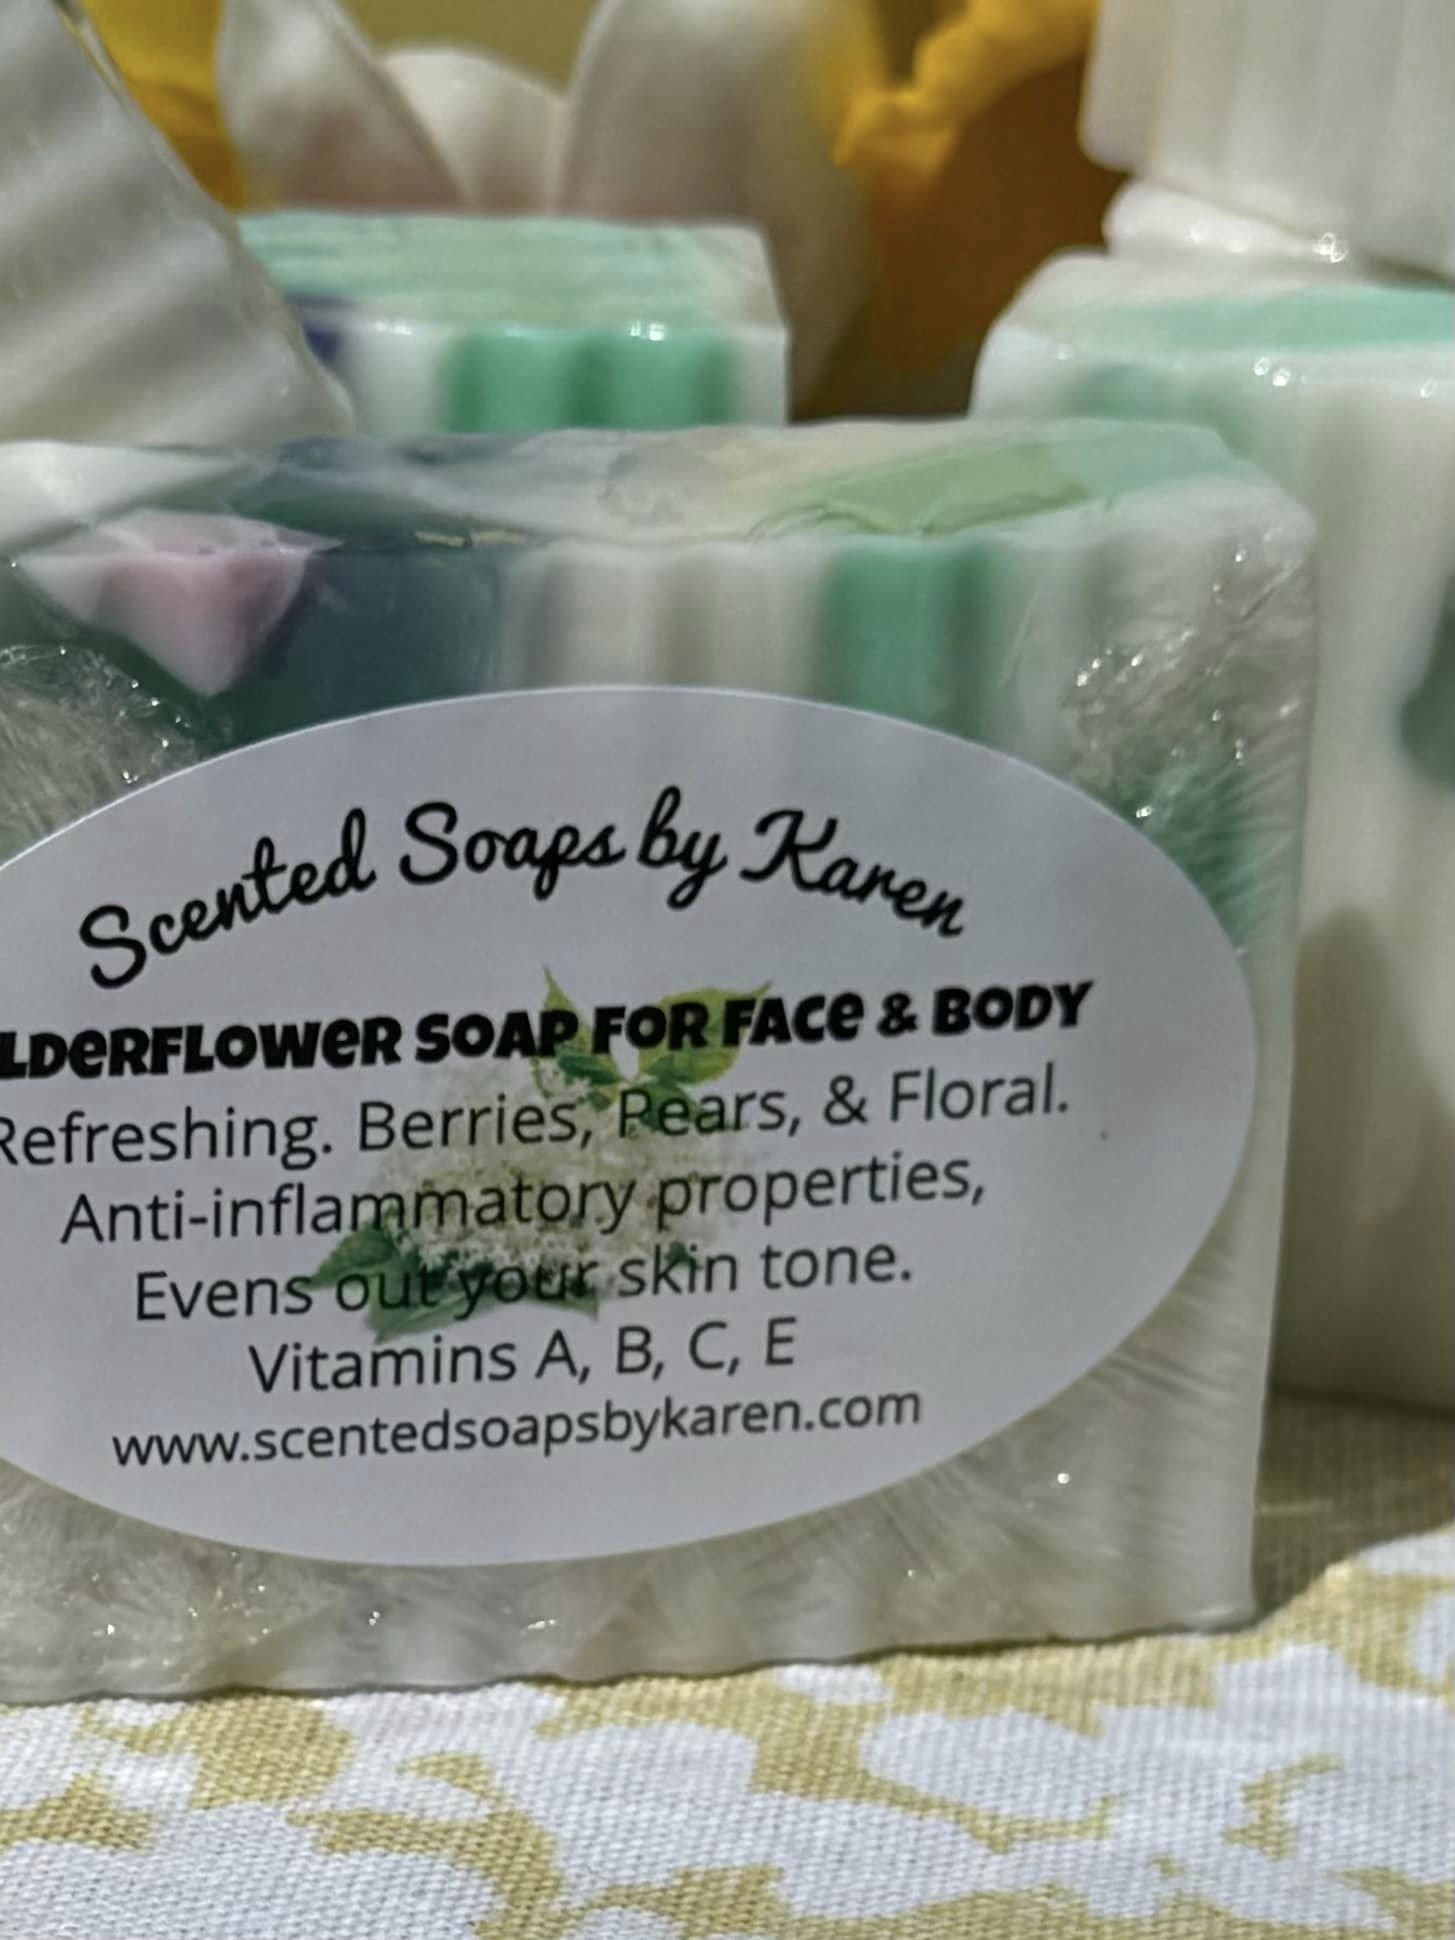 Scented Soaps by Karen
LDERFLOWER SOAP FOR FACE & BODY
Refreshing. Berries, Pears, & Floral.
Anti-inflammatory properties,
Evens out your skin tone.
Vitamins A, B, C, E
www.scentedsoapsbykaren.com